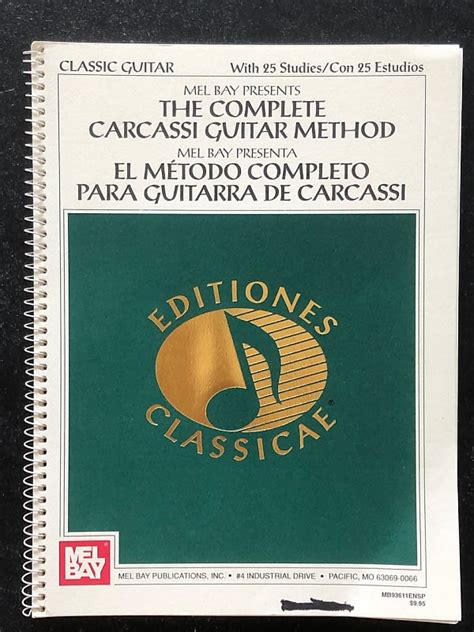 CLASSIC GUITAR With 25 Studies/Con 25 Estudios
MEL BAY PRESENTS
THE COMPLETE
CARCASSI GUITAR METHOD
MEL BAY PRESENTA
EL MÉTODO COMPLETO
PARA GUITARRA DE CARCASSI
EDITIONES
CLASSICAE®
MEL
BAY
MEL BAY PUBLICATIONS, INC. • #4 INDUSTRIAL DRIVE • PACIFIC, MO 63069-0066
MB93611ENSP
$9.95